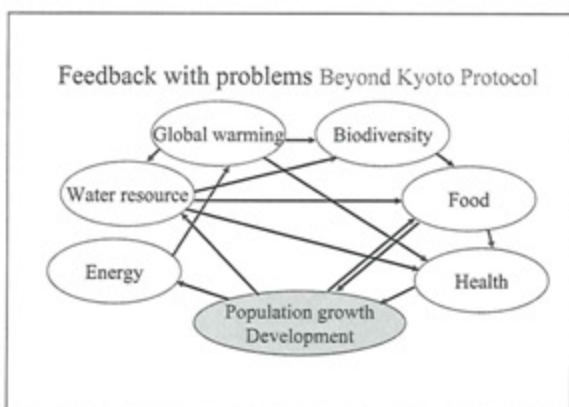 Feedback with problems Beyond Kyoto Protocol
Global warming
Biodiversity
Water resource
Food
Energy
Health
Population growth
Development